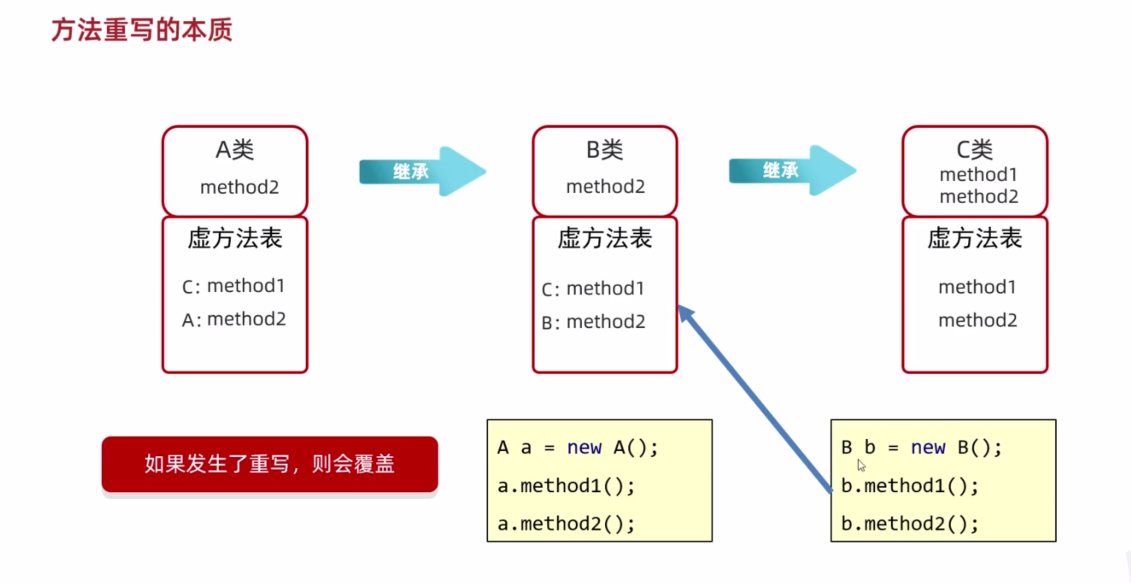 方法重写的本质
A类
method2
继承
B类
method2
继承
C类
method1
method2
虚方法表
C: method1
A: method2
虚方法表
C: method1
B: method2
虚方法表
method1
method2
如果发生了重写，则会覆盖
A a = new A();
a.method1();
a.method2();
B b = new B();
b.method1();
b.method2();